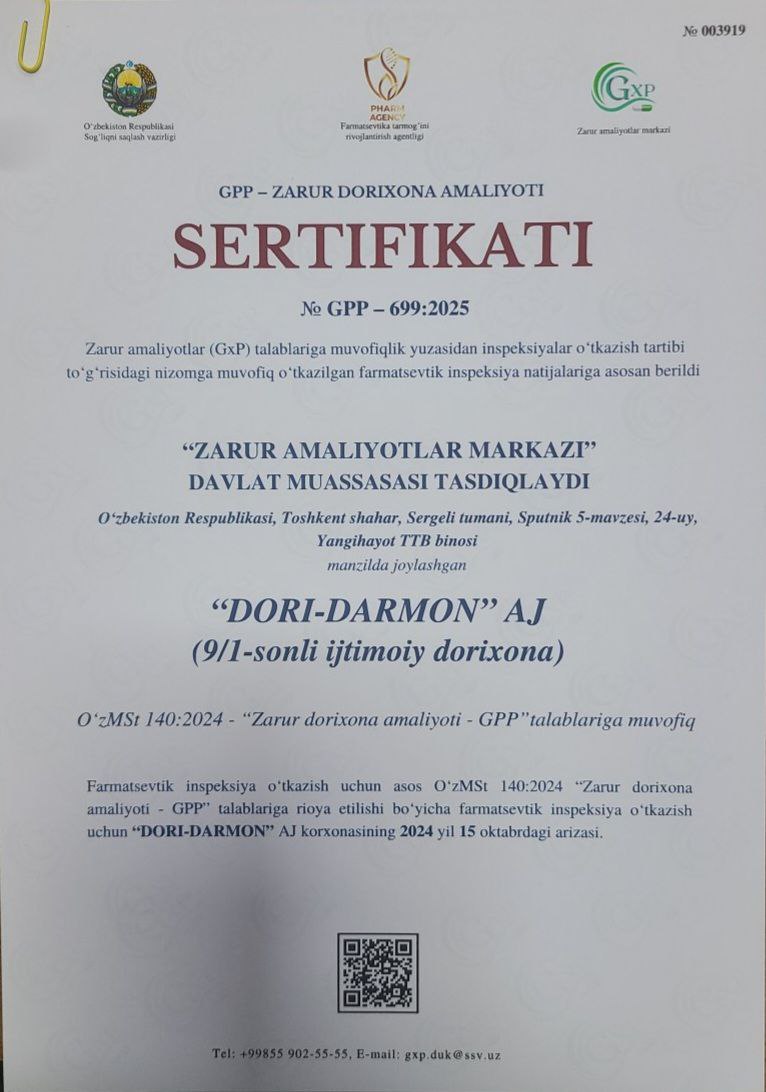 № 003919
O‘zbekiston Respublikasi
Sog‘liqni saqlash vazirligi
PHARM
AGENCY
Farmatsevtika tarmog‘ini
rivojlantirish agentligi
GXP
Zarur amaliyotlar markazi
GPP – ZARUR DORIXONA AMALIYOTI
SERTIFIKATI
№ GPP – 699:2025
Zarur amaliyotlar (GxP) talablariga muvofiqlik yuzasidan inspeksiyalar o‘tkazish tartibi
to‘g‘risidagi nizomga muvofiq o‘tkazilgan farmatsevtik inspeksiya natijalariga asosan berildi
“ZARUR AMALIYOTLAR MARKAZI”
DAVLAT MUASSASASI TASDIQLAYDI
O‘zbekiston Respublikasi, Toshkent shahar, Sergeli tumani, Sputnik 5-mavzesi, 24-uy,
Yangihayot TTB binosi
manzilda joylashgan
“DORI-DARMON” AJ
(9/1-sonli ijtimoiy dorixona)
O‘zMSt 140:2024 - “Zarur dorixona amaliyoti - GPP”talablariga muvofiq
Farmatsevtik inspeksiya o‘tkazish uchun asos O‘zMSt 140:2024 “Zarur dorixona
amaliyoti - GPP” talablariga rioya etilishi bo‘yicha farmatsevtik inspeksiya o‘tkazish
uchun “DORI-DARMON” AJ korxonasining 2024 yil 15 oktabrdagi arizasi.
Tel: +99855 902-55-55, E-mail: gxp.duk@ssv.uz